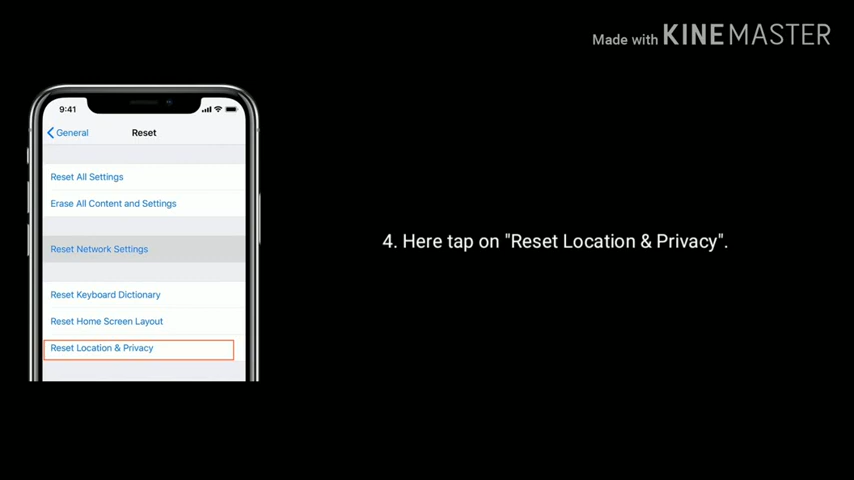 Made with KINEMASTER
9:41
General
Reset
Reset All Settings
Erase All Content and Settings
Reset Network Settings
Reset Keyboard Dictionary
Reset Home Screen Layout
Reset Location & Privacy
4. Here tap on "Reset Location & Privacy".